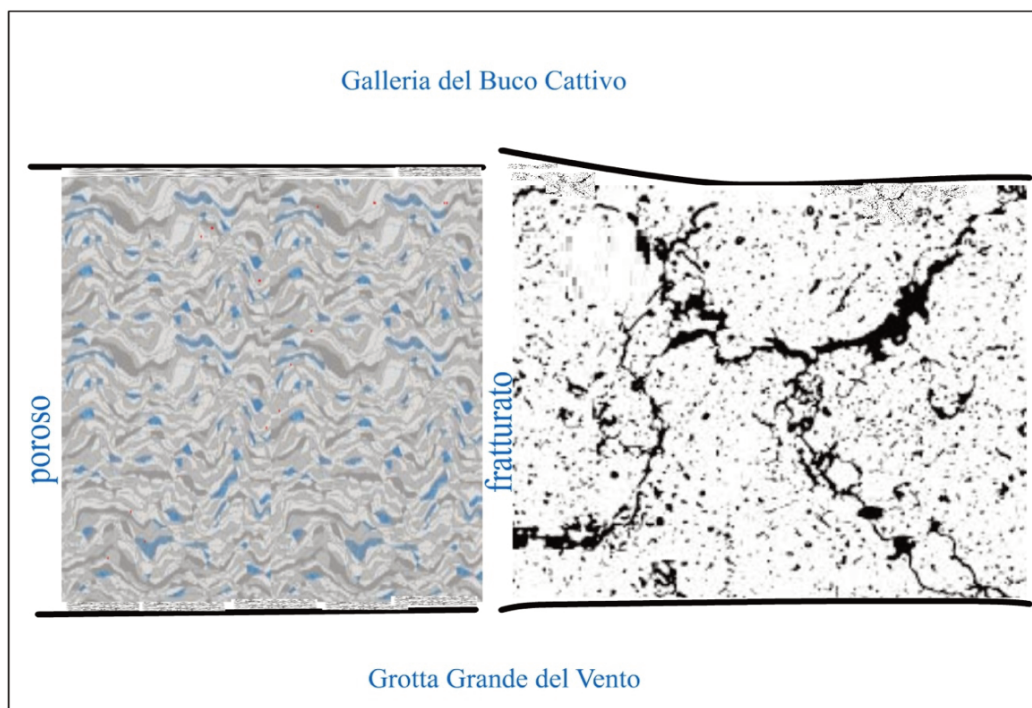 Galleria del Buco Cattivo
poroso
fratturato
Grotta Grande del Vento